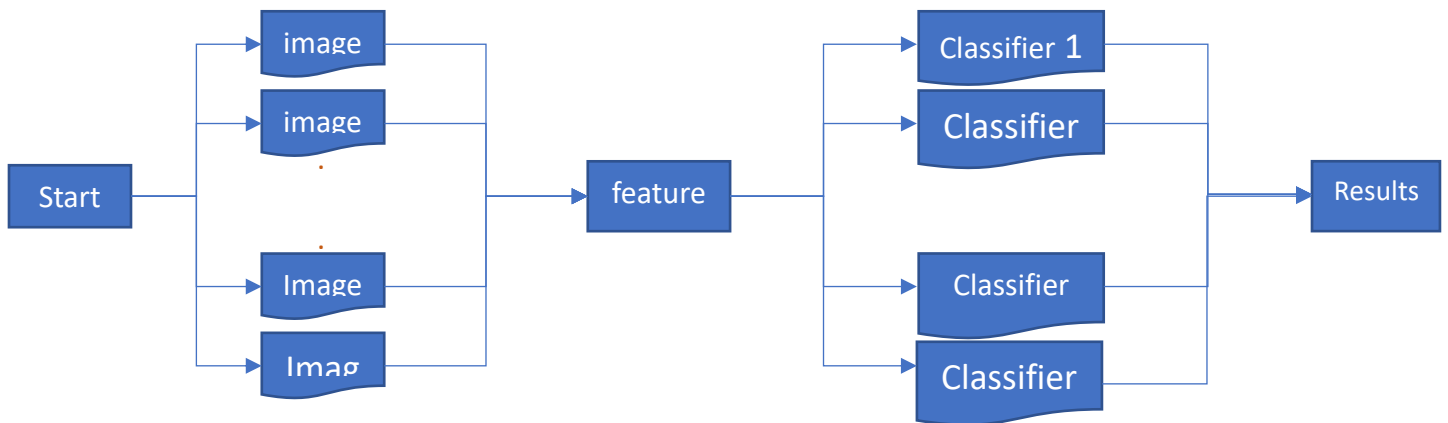 Start
image
image
.
.
Image
Imag
feature
Classifier 1
Classifier
Classifier
Classifier
Results